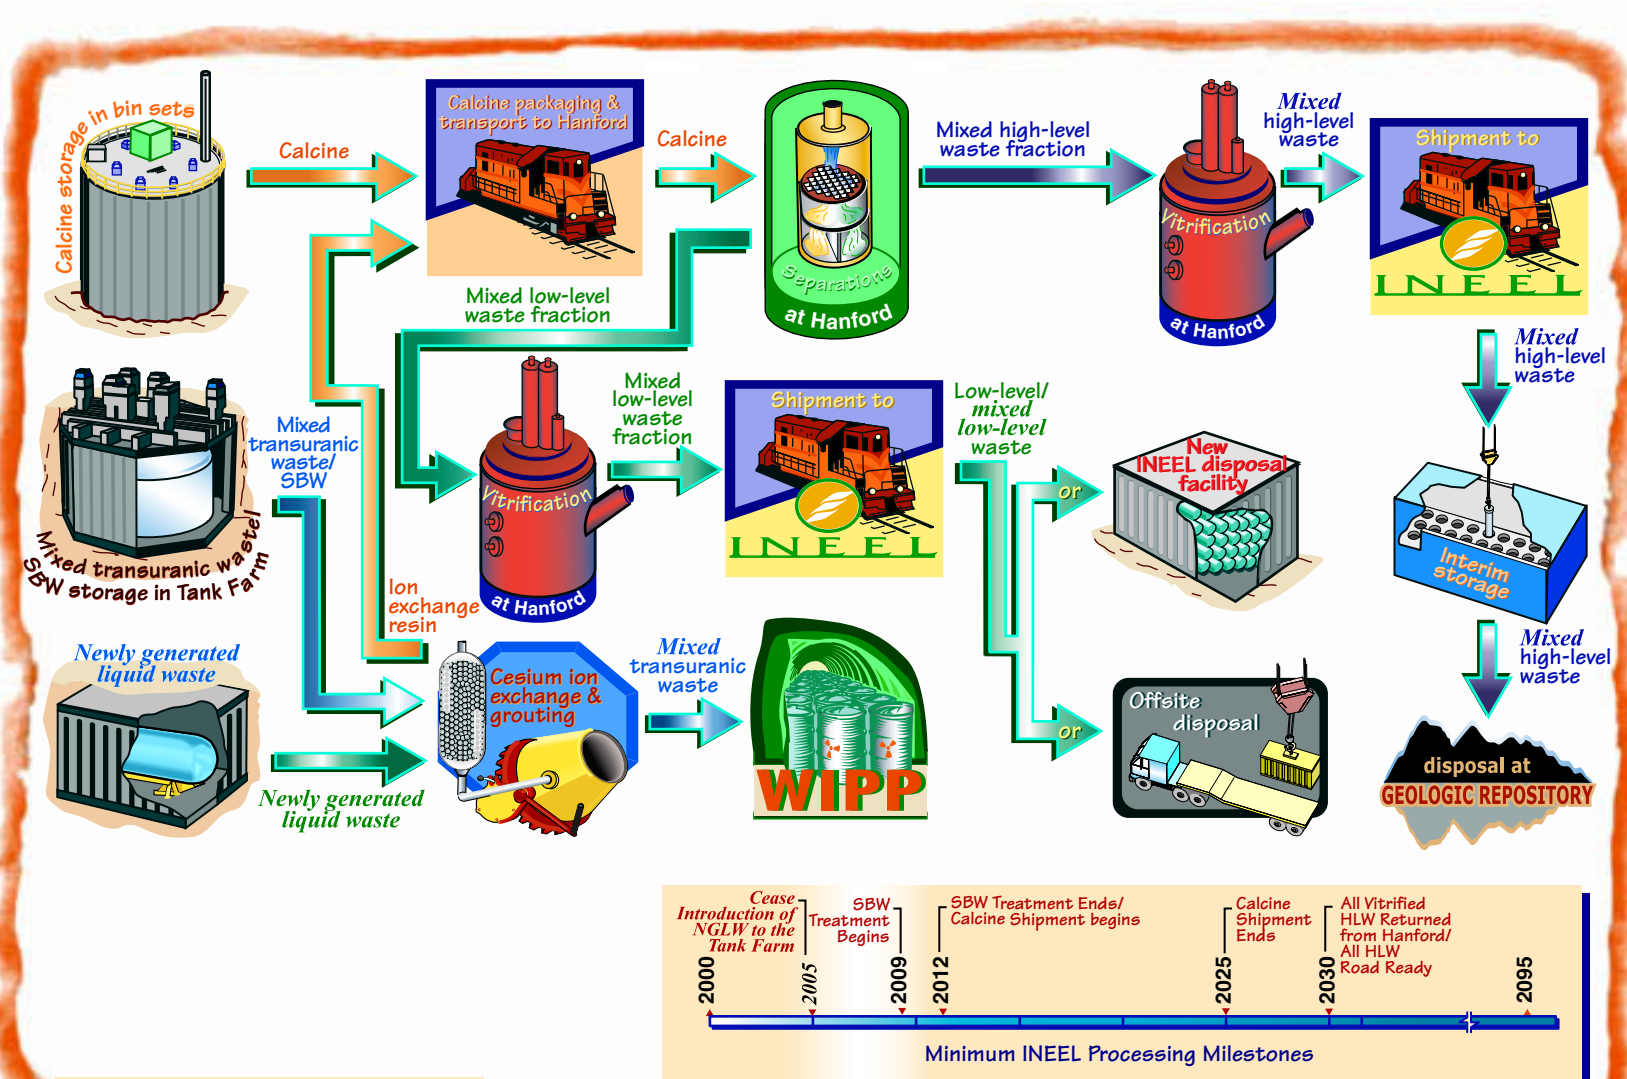 Calcine storage in bin sets
Calcine
Calcine packaging &
transport to Hanford
Calcine
Separations
at Hanford
Mixed high-level
waste fraction
Vitrification
at Hanford
Mixed
high-level
waste
Shipment to
INEEL
Mixed low-level
waste fraction
Mixed
high-level
waste
Mixed transuranic waste/
SBW storage in Tank Farm
Mixed
transuranic
waste/
SBW
Vitrification
at Hanford
Mixed
low-level
waste
fraction
Shipment to
INEEL
Low-level/
mixed
low-level
waste
or
New
INEEL disposal
facility
Interim
storage
Ion
exchange
resin
Newly generated
liquid waste
Newly generated
liquid waste
Cesium ion
exchange &
grouting
Mixed
transuranic
waste
WIPP
or
Offsite
disposal
Mixed
high-level
waste
disposal at
GEOLOGIC REPOSITORY
Cease
Introduction of
NGLW to the
Tank Farm
SBW
Treatment
Begins
SBW Treatment Ends/
Calcine Shipment begins
Calcine
Shipment
Ends
All Vitrified
HLW Returned
from Hanford/
All HLW
Road Ready
2000
2005
2009
2012
2025
2030
2095
Minimum INEEL Processing Milestones